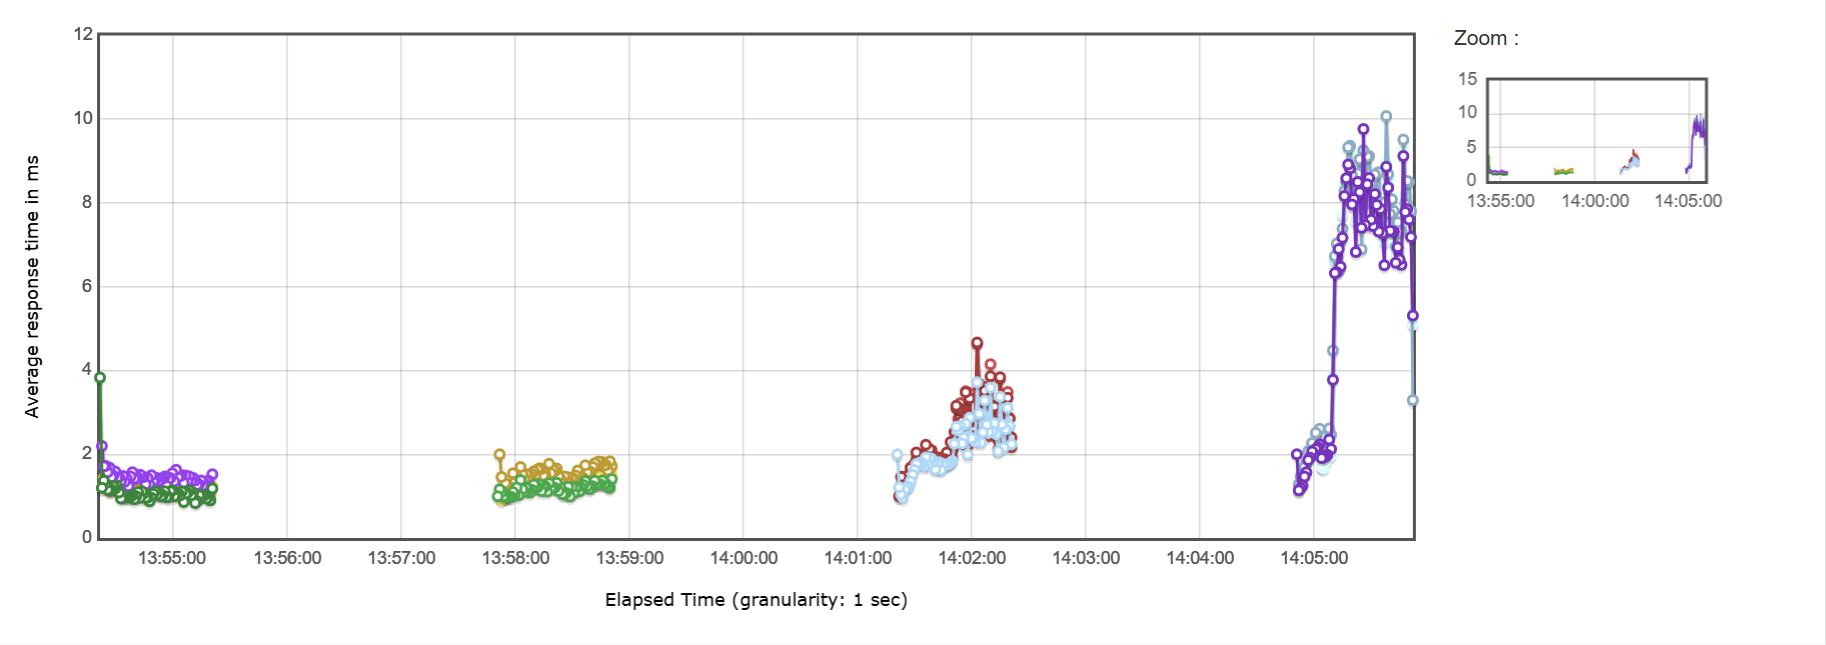 Average response time in ms
12
10
8
6
4
2
0
13:55:00 13:56:00 13:57:00 13:58:00 13:59:00 14:00:00 14:01:00 14:02:00 14:03:00 14:04:00 14:05:00
Elapsed Time (granularity: 1 sec)
Zoom :
15
10
5
0
13:55:00 14:00:00 14:05:00